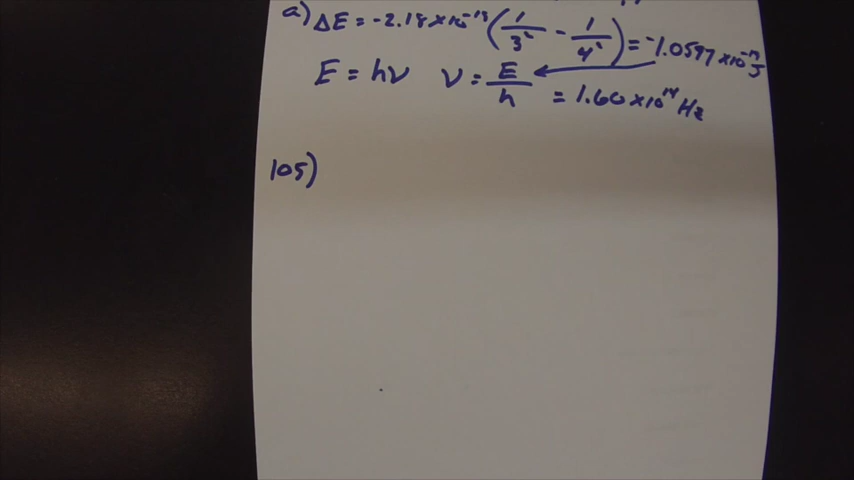 a) ΔE = -2.18×10⁻¹⁸ (1/3² - 1/4²) = -1.0597×10⁻¹⁹ J
E = hν ν = E/h = 1.60×10¹⁴ Hz
105)